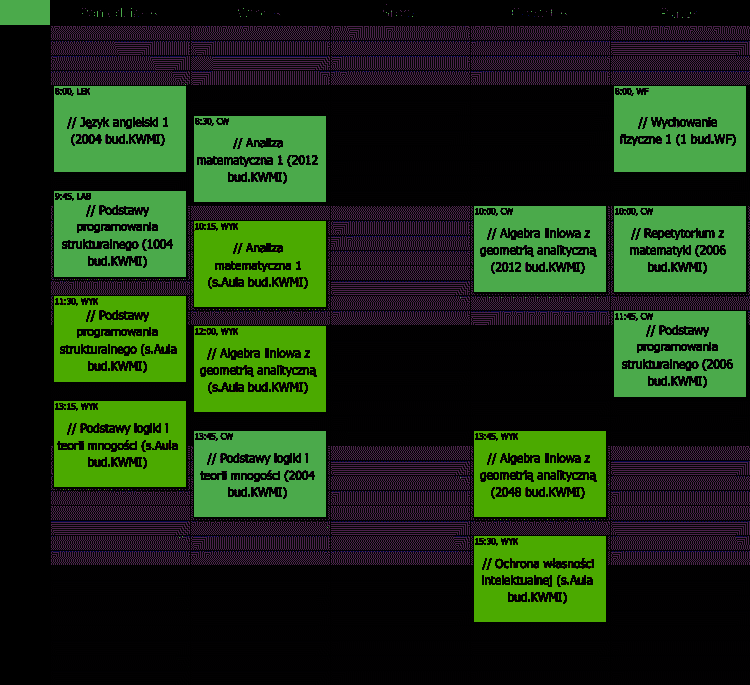 8:00, LEK
// Język angielski 1
(2004 bud.KWMI)
9:45, LAB
// Podstawy
programowania
strukturalnego (1004
bud.KWMI)
11:30, WYK
// Podstawy
programowania
strukturalnego (s.Aula
bud.KWMI)
13:15, WYK
// Podstawy logiki i
teorii mnogości (s.Aula
bud.KWMI)
8:30, CW
// Analiza
matematyczna 1 (2012
bud.KWMI)
10:15, WYK
// Analiza
matematyczna 1
(s.Aula bud.KWMI)
12:00, WYK
// Algebra liniowa z
geometrią analityczną
(s.Aula bud.KWMI)
13:45, CW
// Podstawy logiki i
teorii mnogości (2004
bud.KWMI)
10:00, CW
// Algebra liniowa z
geometrią analityczną
(2012 bud.KWMI)
13:45, WYK
// Algebra liniowa z
geometrią analityczną
(2048 bud.KWMI)
15:30, WYK
// Ochrona własności
intelektualnej (s.Aula
bud.KWMI)
8:00, WF
// Wychowanie
fizyczne 1 (1 bud.WF)
10:00, CW
// Repetytorium z
matematyki (2006
bud.KWMI)
11:45, CW
// Podstawy
programowania
strukturalnego (2006
bud.KWMI)